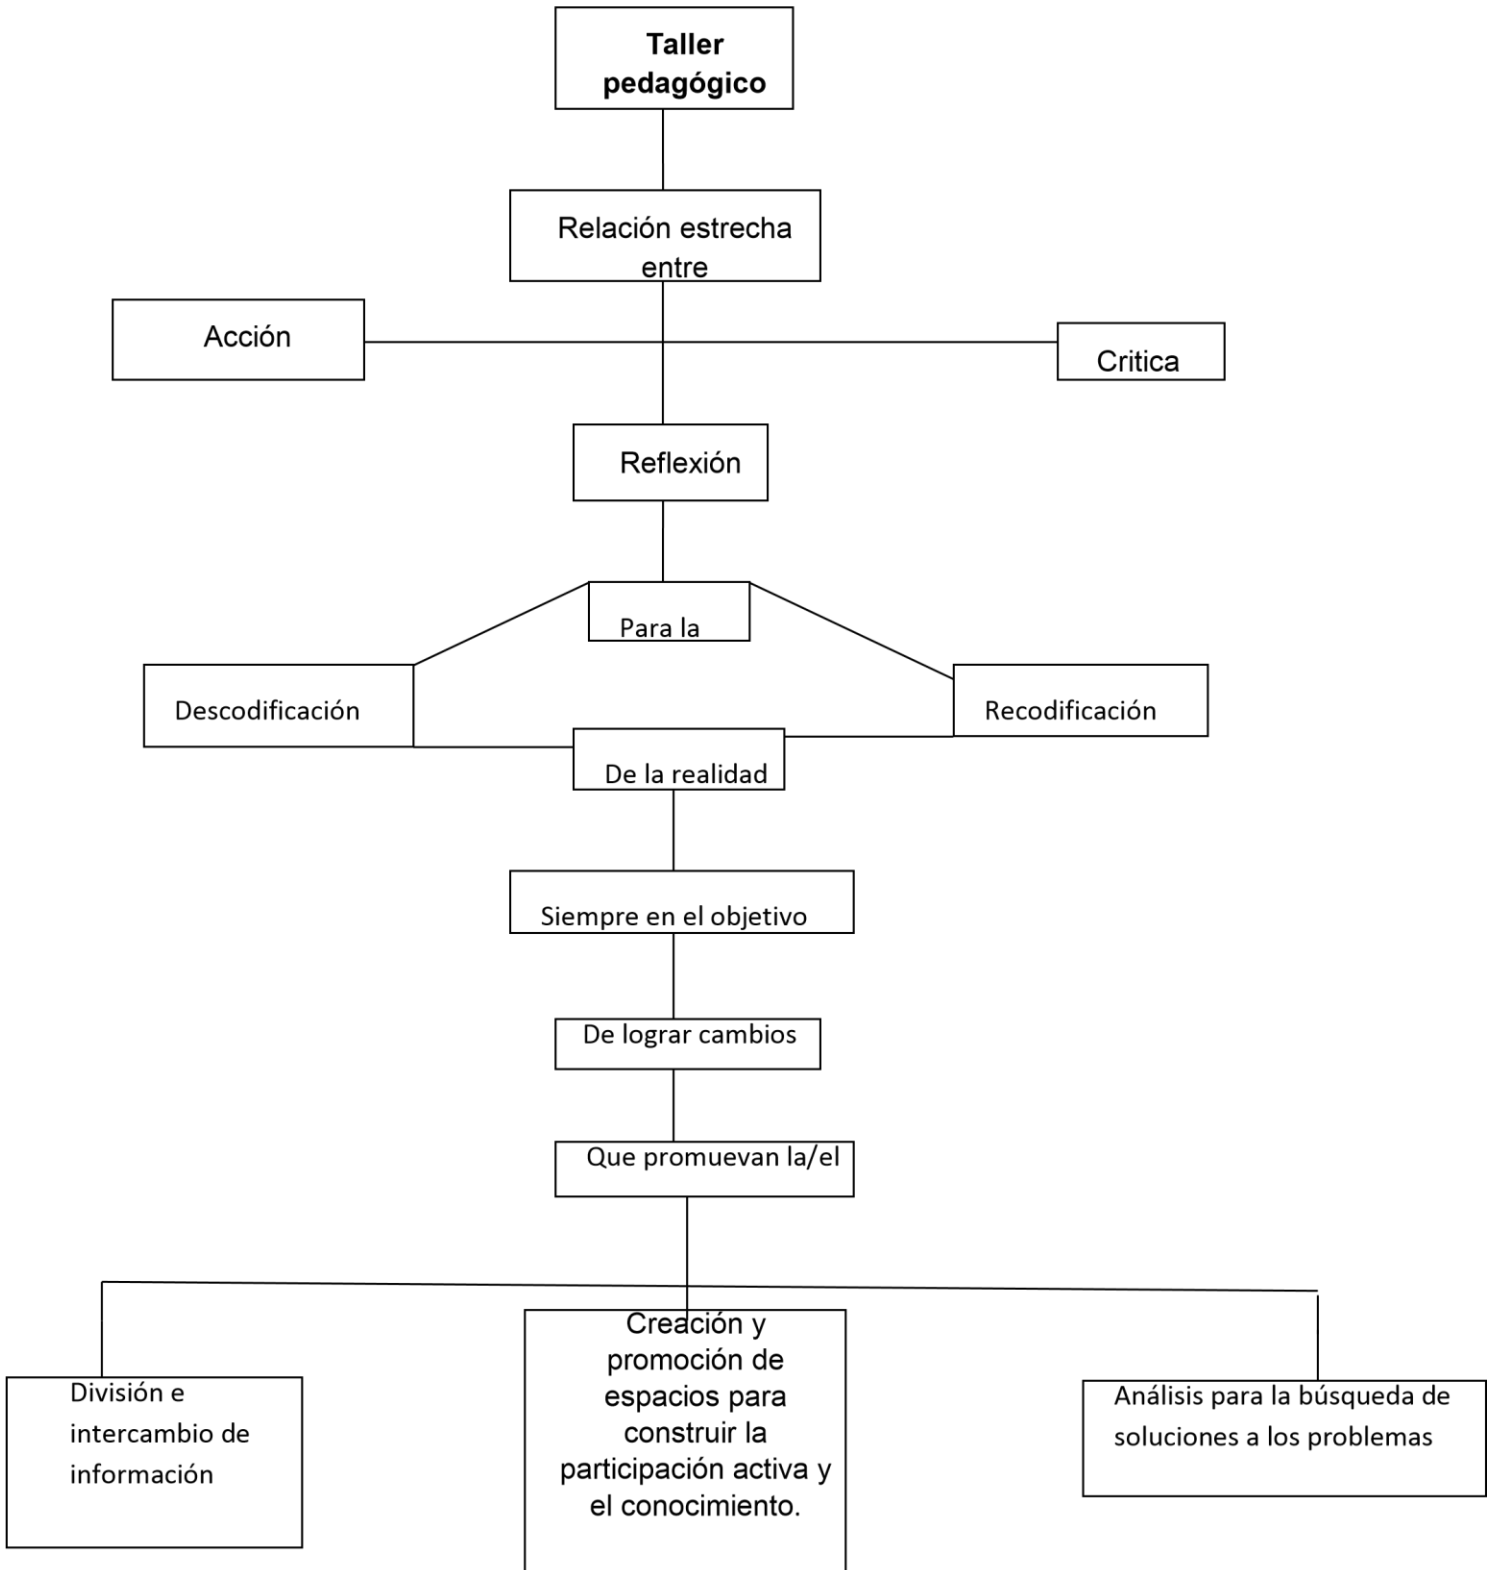 Taller
pedagógico
Relación estrecha
entre
Acción
Critica
Reflexión
Para la
Descodificación
Recodificación
De la realidad
Siempre en el objetivo
De lograr cambios
Que promuevan la/el
División e
intercambio de
información
Creación y
promoción de
espacios para
construir la
participación activa y
el conocimiento.
Análisis para la búsqueda de
soluciones a los problemas